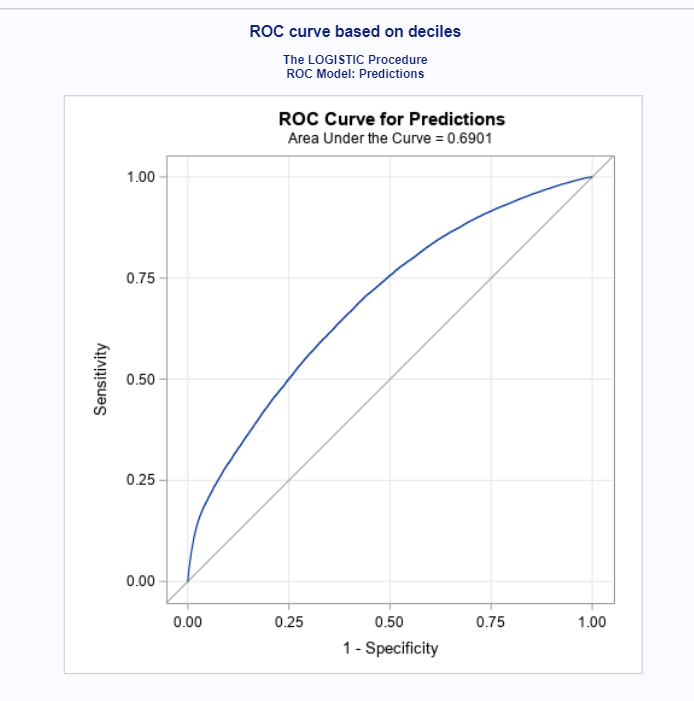 ROC curve based on deciles
The LOGISTIC Procedure
ROC Model: Predictions
ROC Curve for Predictions
Area Under the Curve = 0.6901
1.00
0.75
0.50
0.25
0.00
Sensitivity
0.00 0.25 0.50 0.75 1.00
1 - Specificity